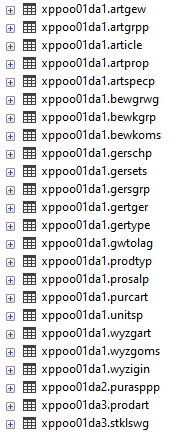 xppoo01da1.artgew
xppoo01da1.artgrpp
xppoo01da1.article
xppoo01da1.artprop
xppoo01da1.artspecp
xppoo01da1.bewgrwg
xppoo01da1.bewkgrp
xppoo01da1.bewkoms
xppoo01da1.gerschp
xppoo01da1.gersets
xppoo01da1.gersgrp
xppoo01da1.gertger
xppoo01da1.gertype
xppoo01da1.gwtolag
xppoo01da1.prodtyp
xppoo01da1.prosalp
xppoo01da1.purcart
xppoo01da1.unitsp
xppoo01da1.wyzgart
xppoo01da1.wyzgoms
xppoo01da1.wyzigin
xppoo01da2.purasppp
xppoo01da3.prodart
xppoo01da3.stklswg